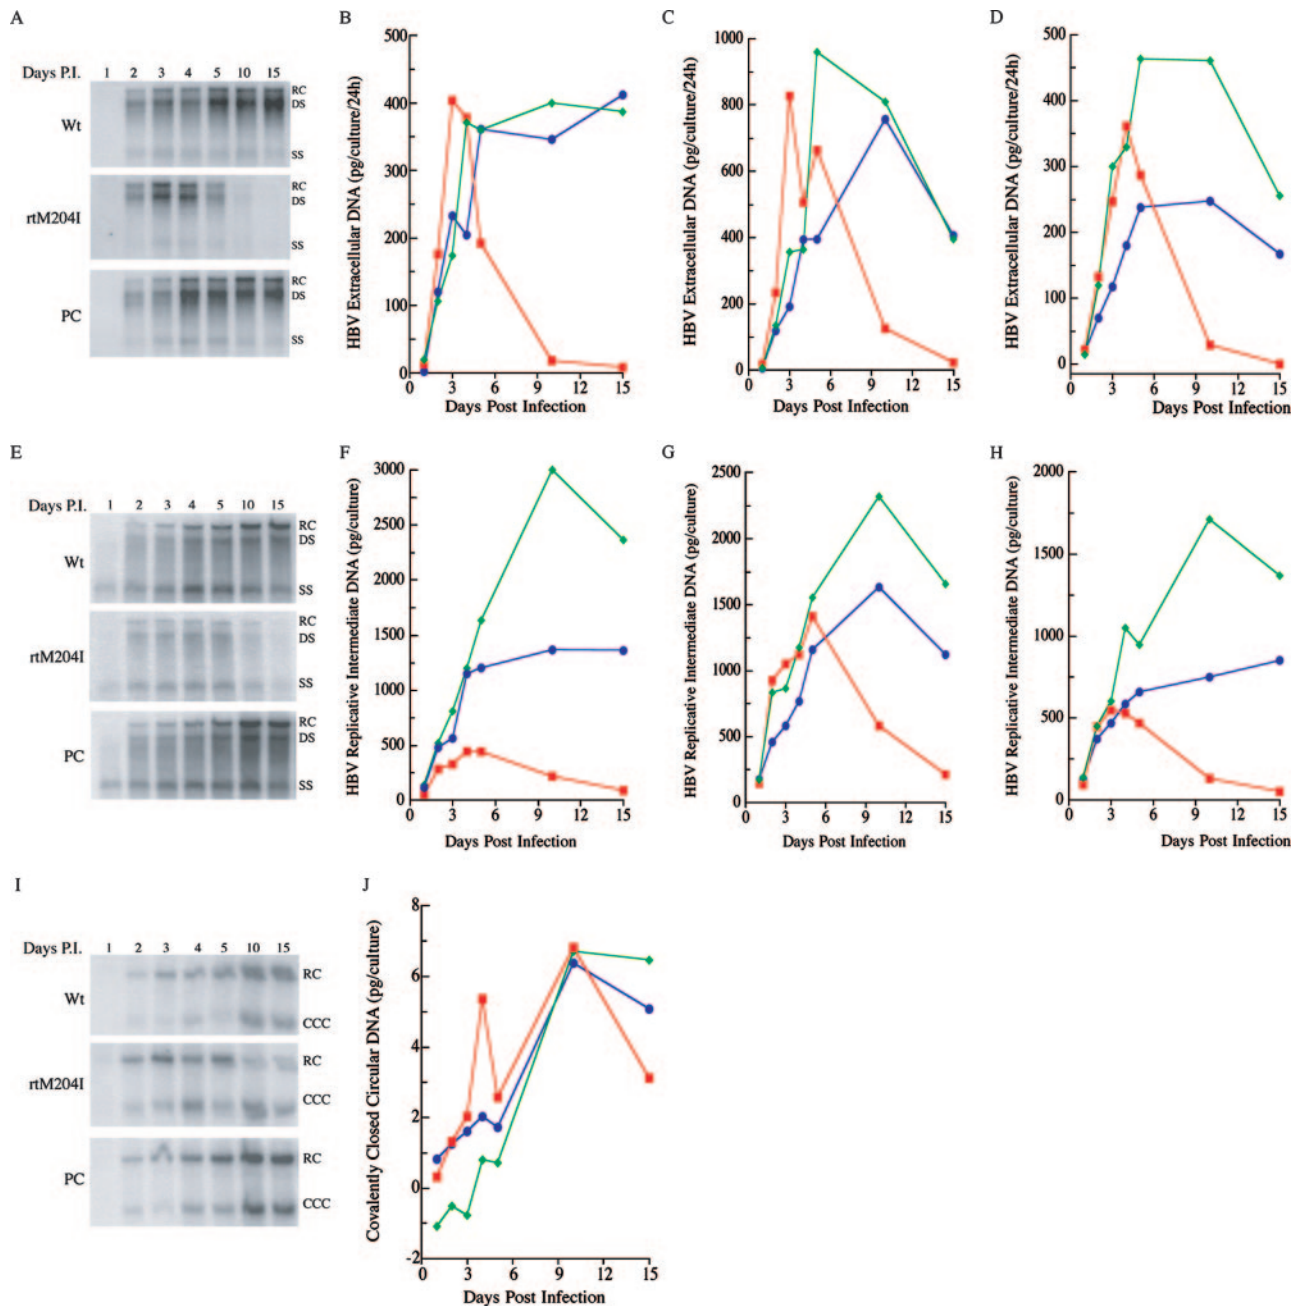 A
Days P.I. 1 2 3 4 5 10 15
Wt
RC
DS
SS
rtM204I
RC
DS
SS
PC
RC
DS
SS
B
HBV Extracellular DNA (pg/culture/24h)
500
400
300
200
100
0
0 3 6 9 12 15
Days Post Infection
C
HBV Extracellular DNA (pg/culture/24h)
1000
800
600
400
200
0
0 3 6 9 12 15
Days Post Infection
D
HBV Extracellular DNA (pg/culture/24h)
500
400
300
200
100
0
0 3 6 9 12 15
Days Post Infection
E
Days P.I. 1 2 3 4 5 10 15
Wt
RC
DS
SS
rtM204I
RC
DS
SS
PC
RC
DS
SS
F
HBV Replicative Intermediate DNA (pg/culture)
3000
2500
2000
1500
1250
1000
500
0
0 3 6 9 12 15
Days Post Infection
G
HBV Replicative Intermediate DNA (pg/culture)
2500
2000
1500
1000
500
0
0 3 6 9 12 15
Days Post Infection
H
HBV Replicative Intermediate DNA (pg/culture)
2000
1500
1000
500
0
0 3 6 9 12 15
Days Post Infection
I
Days P.I. 1 2 3 4 5 10 15
Wt
RC
CCC
rtM204I
RC
CCC
PC
RC
CCC
J
Covalently Closed Circular DNA (pg/culture)
8
6
4
2
0
-2
0 3 6 9 12 15
Days Post Infection